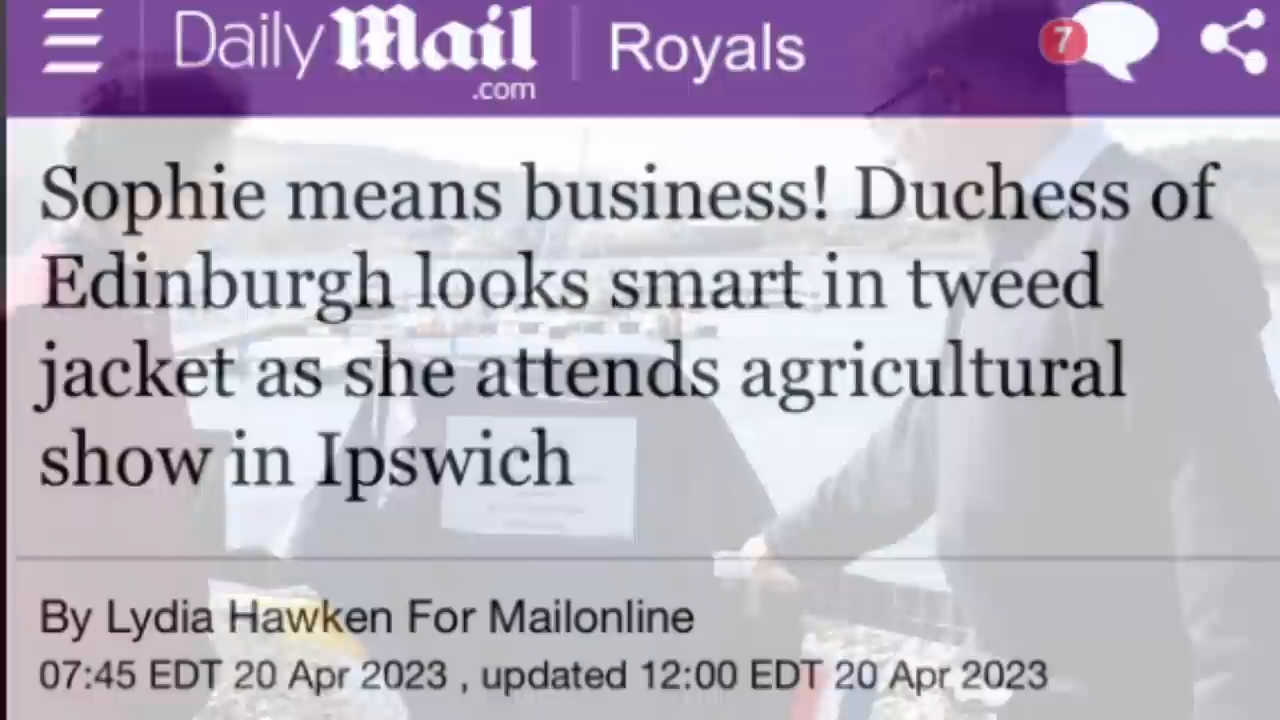 Daily Mail .com | Royals 7
Sophie means business! Duchess of
Edinburgh looks smart in tweed
jacket as she attends agricultural
show in Ipswich
By Lydia Hawken For Mailonline
07:45 EDT 20 Apr 2023 , updated 12:00 EDT 20 Apr 2023